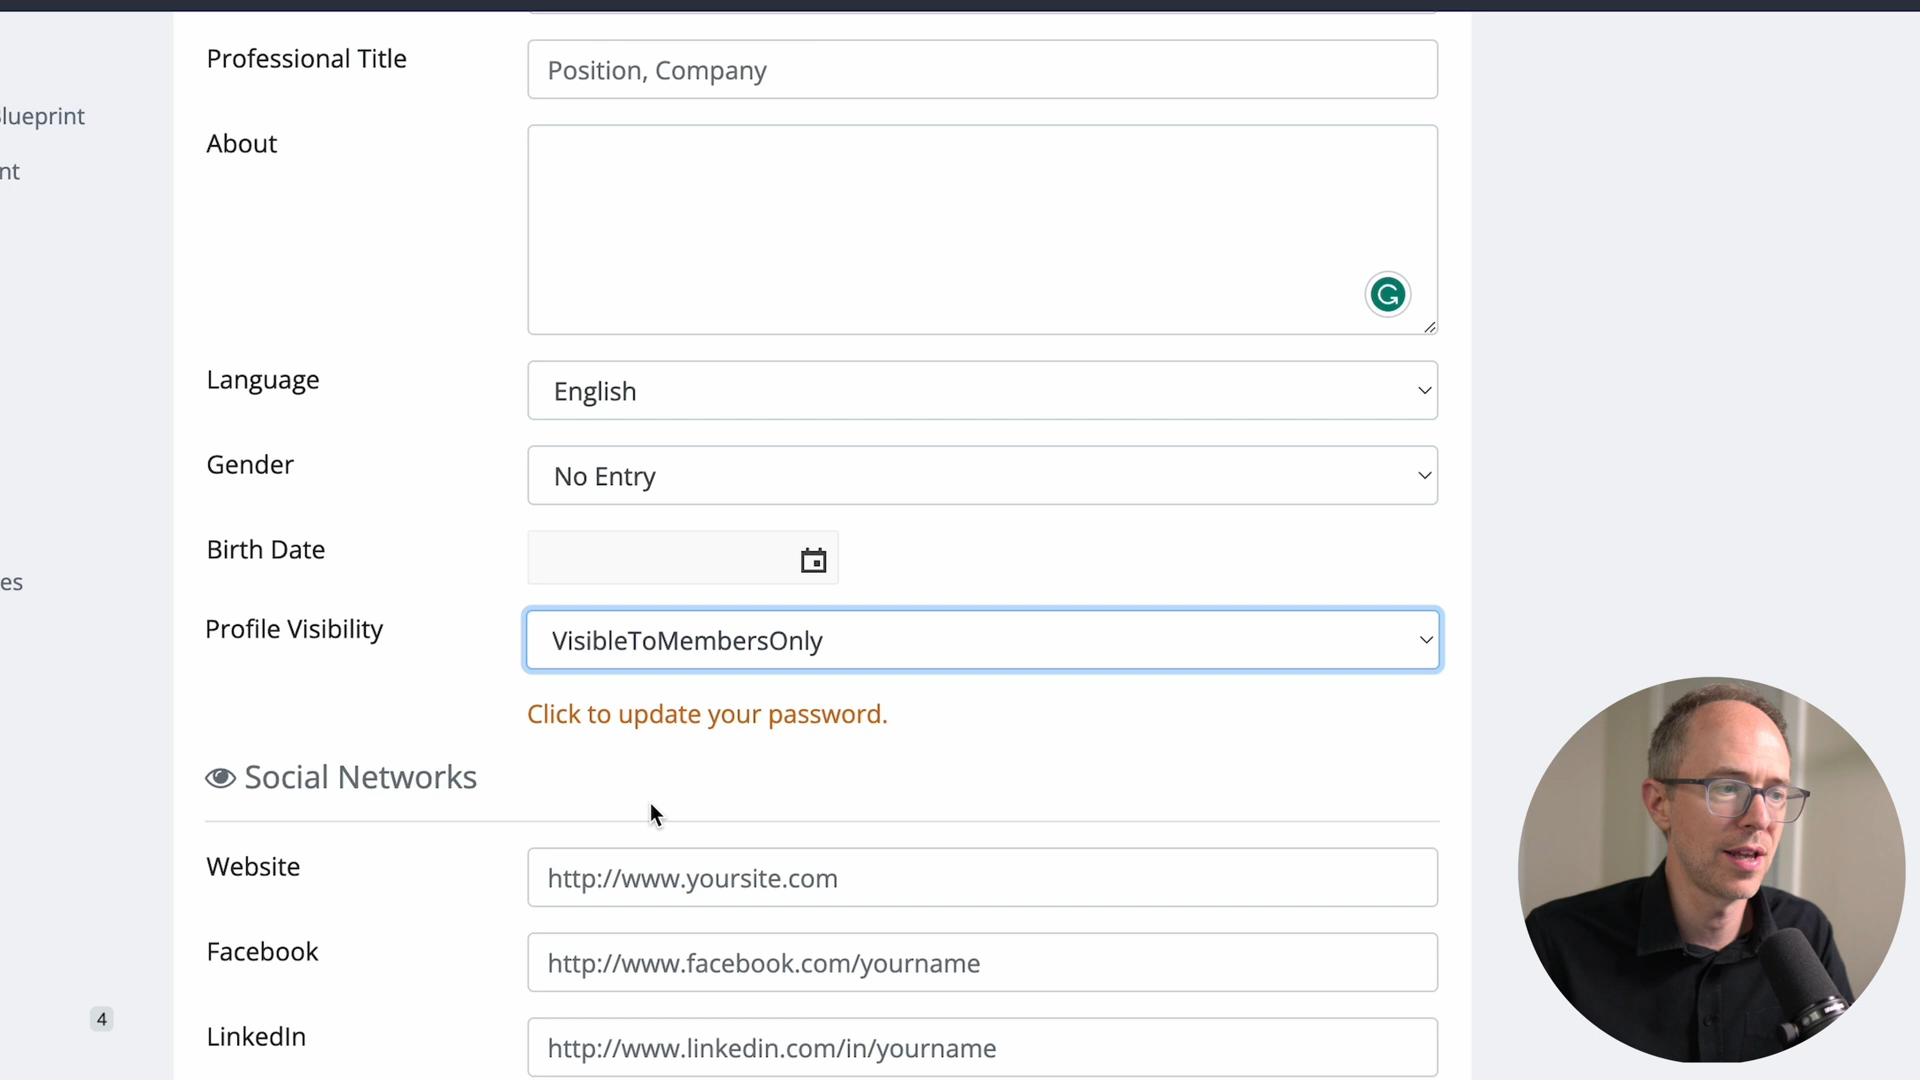 Professional Title
Position, Company
Blueprint
About
nt
Language
English
Gender
No Entry
Birth Date
es
Profile Visibility
VisibleToMembersOnly
Click to update your password.
Social Networks
Website
http://www.yoursite.com
Facebook
http://www.facebook.com/yourname
4
LinkedIn
http://www.linkedin.com/in/yourname